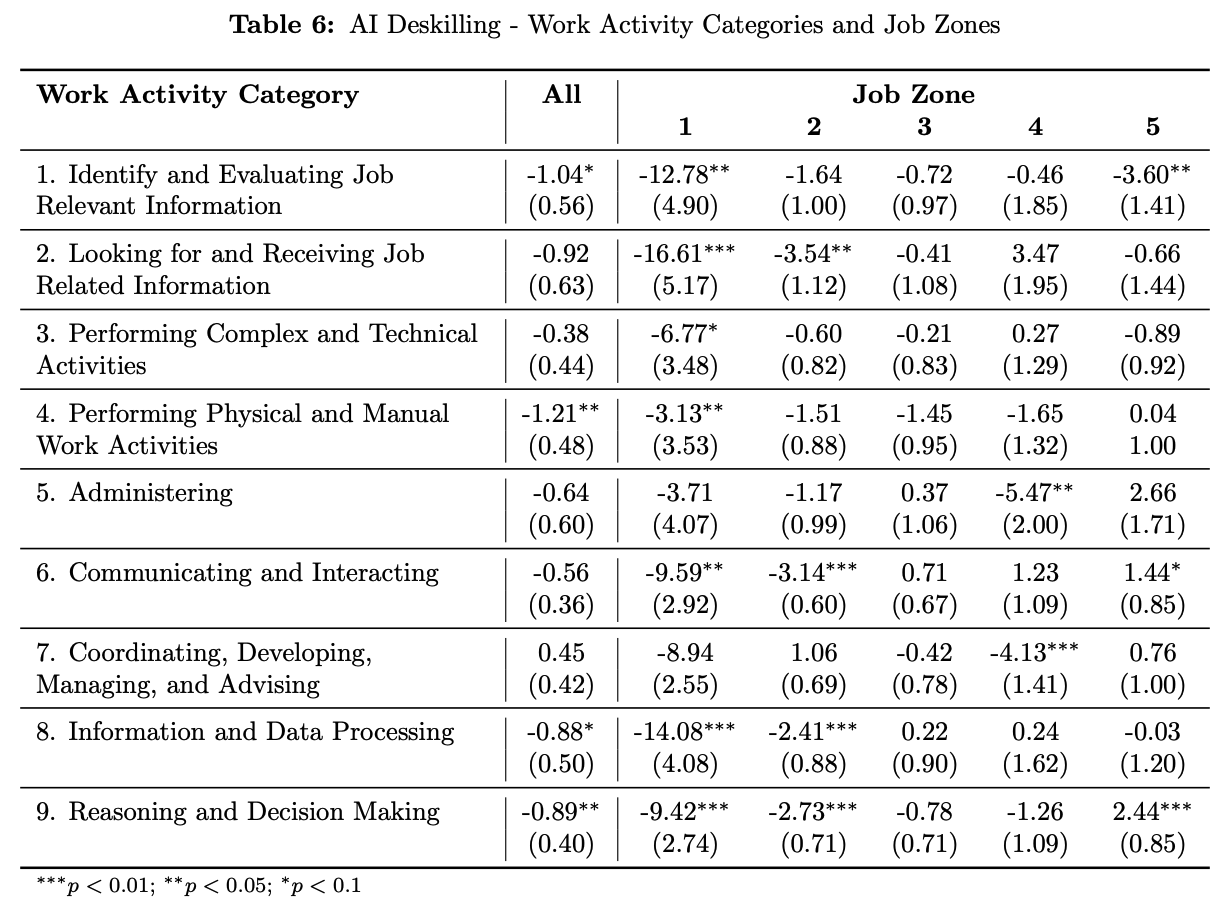 Table 6: AI Deskilling - Work Activity Categories and Job Zones
Work Activity Category All Job Zone
1 2 3 4 5
1. Identify and Evaluating Job -1.04* -12.78** -1.64 -0.72 -0.46 -3.60**
Relevant Information (0.56) (4.90) (1.00) (0.97) (1.85) (1.41)
2. Looking for and Receiving Job -0.92 -16.61*** -3.54** -0.41 3.47 -0.66
Related Information (0.63) (5.17) (1.12) (1.08) (1.95) (1.44)
3. Performing Complex and Technical -0.38 -6.77* -0.60 -0.21 0.27 -0.89
Activities (0.44) (3.48) (0.82) (0.83) (1.29) (0.92)
4. Performing Physical and Manual -1.21** -3.13** -1.51 -1.45 -1.65 0.04
Work Activities (0.48) (3.53) (0.88) (0.95) (1.32) 1.00
5. Administering -0.64 -3.71 -1.17 0.37 -5.47** 2.66
(0.60) (4.07) (0.99) (1.06) (2.00) (1.71)
6. Communicating and Interacting -0.56 -9.59** -3.14*** 0.71 1.23 1.44*
(0.36) (2.92) (0.60) (0.67) (1.09) (0.85)
7. Coordinating, Developing, 0.45 -8.94 1.06 -0.42 -4.13*** 0.76
Managing, and Advising (0.42) (2.55) (0.69) (0.78) (1.41) (1.00)
8. Information and Data Processing -0.88* -14.08*** -2.41*** 0.22 0.24 -0.03
(0.50) (4.08) (0.88) (0.90) (1.62) (1.20)
9. Reasoning and Decision Making -0.89** -9.42*** -2.73*** -0.78 -1.26 2.44***
(0.40) (2.74) (0.71) (0.71) (1.09) (0.85)
***p < 0.01; **p < 0.05; *p < 0.1